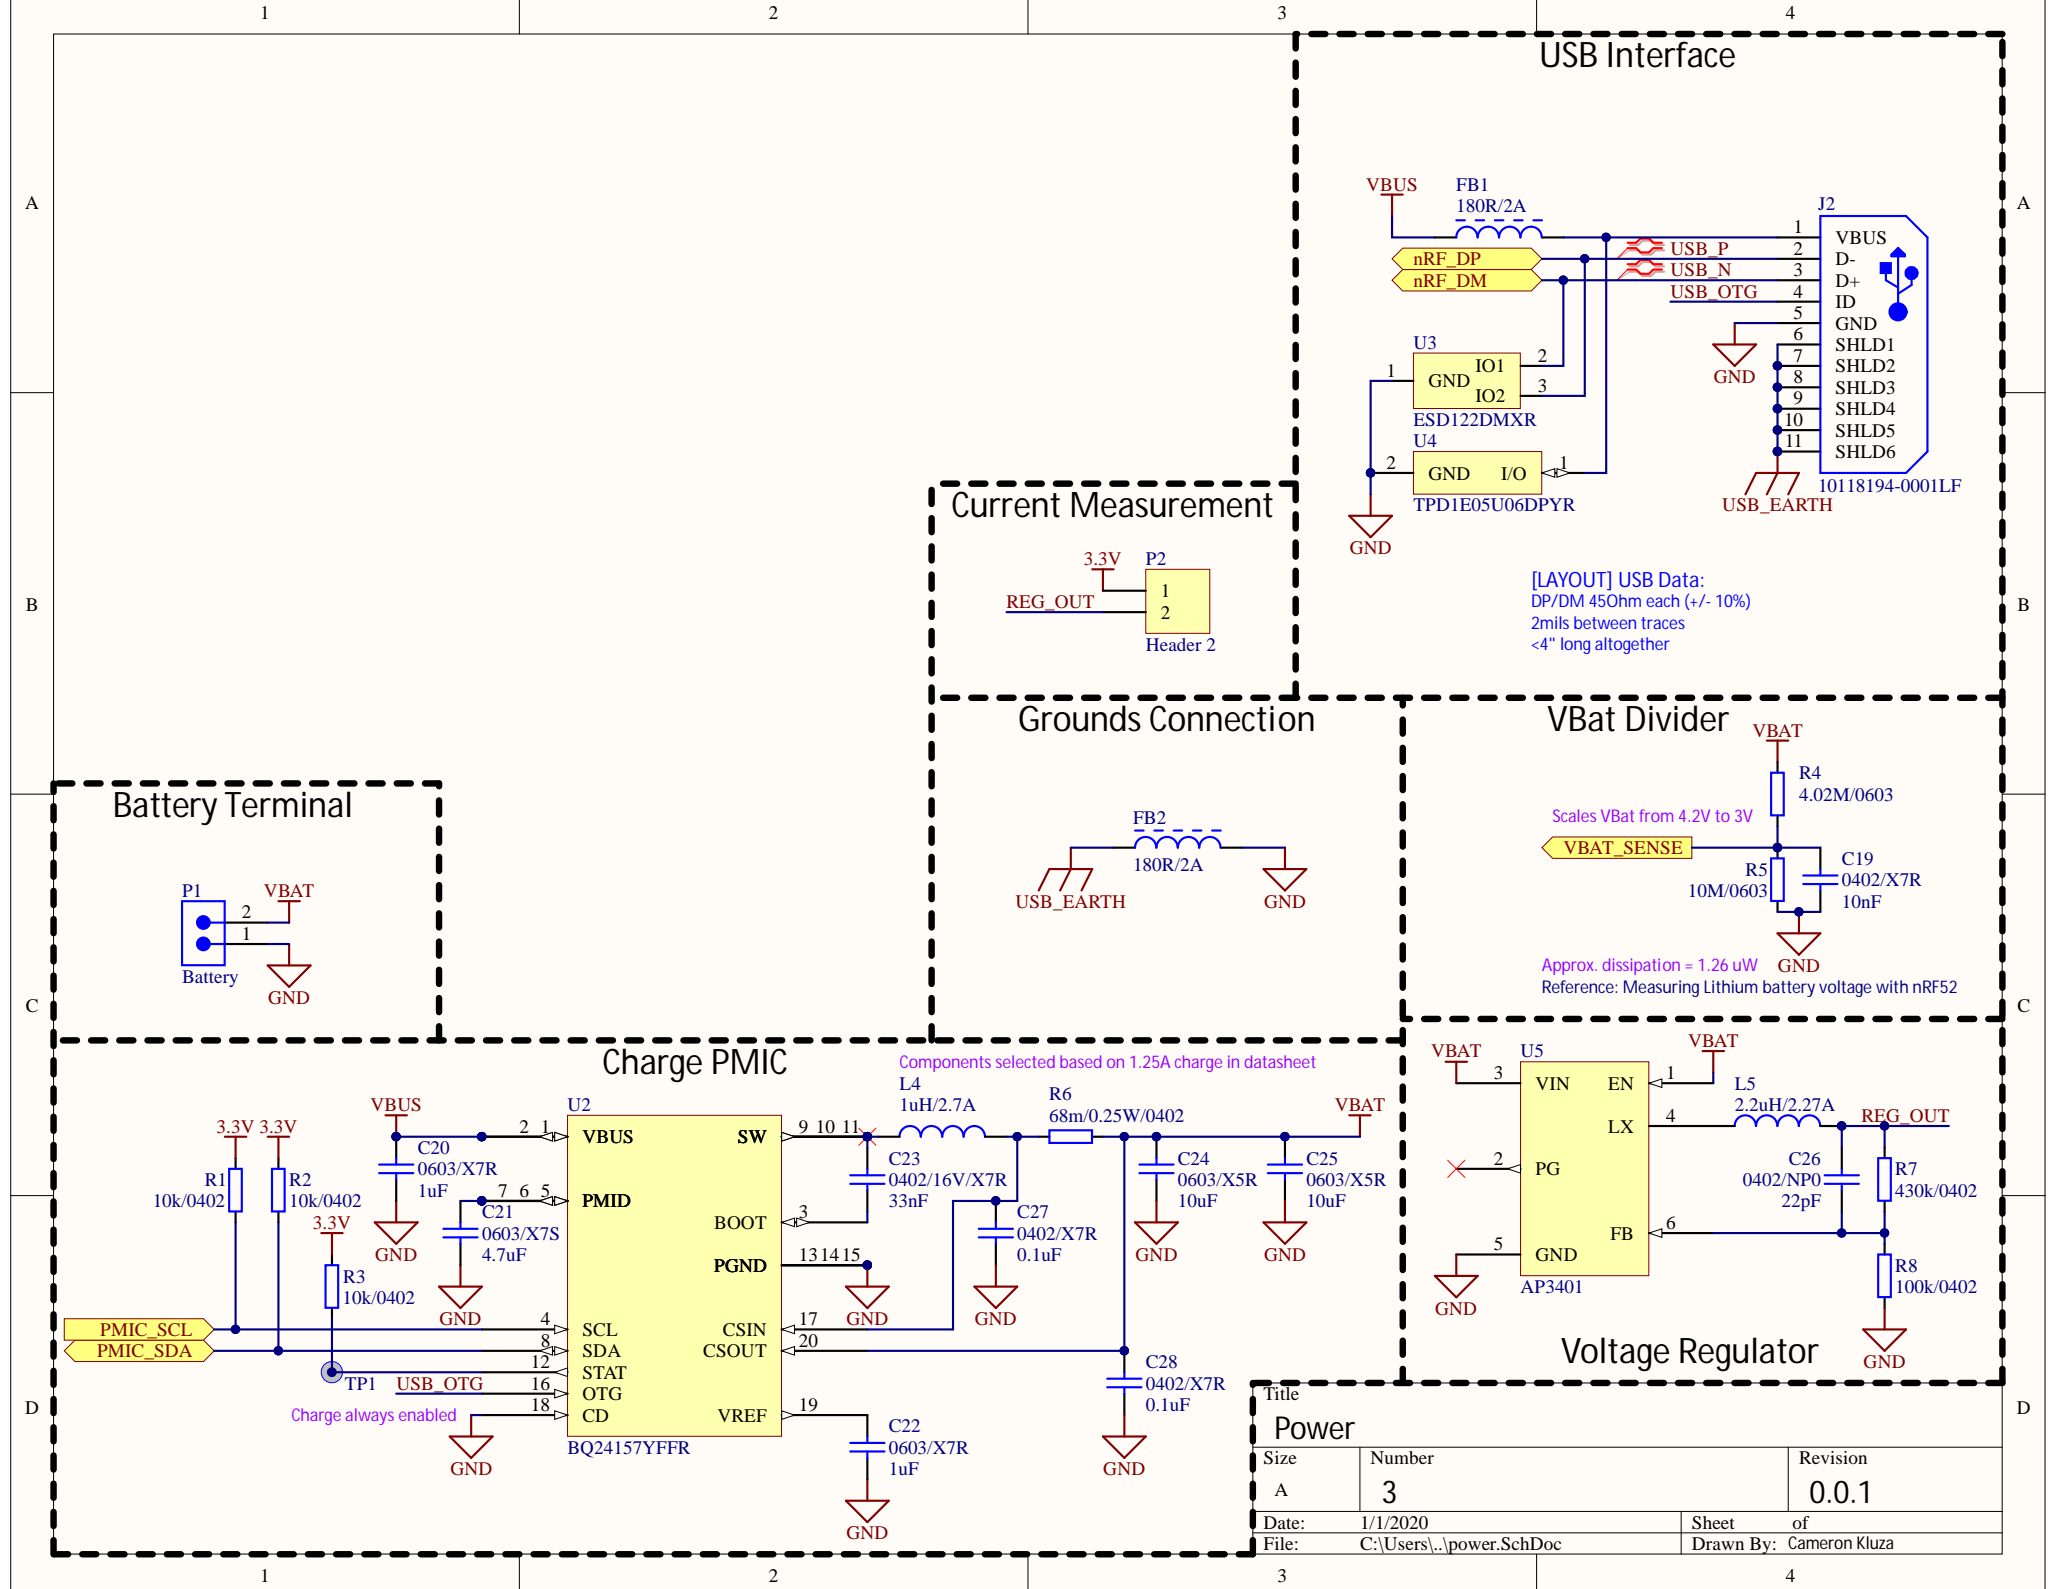 1 2 3 4
A A
B B
C C
D D
1 2 3 4
USB Interface
VBUS
FB1
180R/2A
nRF_DP
nRF_DM
USB_P
USB_N
USB_OTG
J2
1 VBUS
2 D-
3 D+
4 ID
5 GND
6 SHLD1
7 SHLD2
8 SHLD3
9 SHLD4
10 SHLD5
11 SHLD6
10118194-0001LF
GND
USB_EARTH
U3
1 GND IO1 2
IO2 3
ESD122DMXR
U4
2 GND I/O 1
TPD1E05U06DPYR
GND
[LAYOUT] USB Data:
DP/DM 45Ohm each (+/- 10%)
2mils between traces
<4" long altogether
Current Measurement
3.3V
P2
REG_OUT
1
2
Header 2
Grounds Connection
FB2
180R/2A
USB_EARTH
GND
VBat Divider
VBAT
R4
4.02M/0603
Scales VBat from 4.2V to 3V
VBAT_SENSE
R5
10M/0603
C19
0402/X7R
10nF
GND
Approx. dissipation = 1.26 uW
Reference: Measuring Lithium battery voltage with nRF52
Battery Terminal
P1
VBAT
2
1
Battery
GND
Charge PMIC
Components selected based on 1.25A charge in datasheet
3.3V 3.3V
R1
10k/0402
R2
10k/0402
3.3V
R3
10k/0402
VBUS
C20
0603/X7R
1uF
GND
C21
0603/X7S
4.7uF
GND
PMIC_SCL
PMIC_SDA
TP1
USB_OTG
Charge always enabled
GND
U2
2 1 VBUS
7 6 5 PMID
4 SCL
8 SDA
12 STAT
16 OTG
18 CD
SW 9 10 11
BOOT 3
PGND 13 14 15
CSIN 17
CSOUT 20
VREF 19
BQ24157YFFR
L4
1uH/2.7A
C23
0402/16V/X7R
33nF
GND
C22
0603/X7R
1uF
GND
R6
68m/0.25W/0402
C27
0402/X7R
0.1uF
GND
C24
0603/X5R
10uF
GND
C25
0603/X5R
10uF
GND
VBAT
C28
0402/X7R
0.1uF
GND
VBAT
U5
VBAT
3 VIN EN 1
LX 4
2 PG
FB 6
5 GND
AP3401
GND
L5
2.2uH/2.27A
REG_OUT
C26
0402/NP0
22pF
R7
430k/0402
R8
100k/0402
GND
Voltage Regulator
Title
Power
Size
A
Number
3
Revision
0.0.1
Date: 1/1/2020 Sheet of
File: C:\Users\..\power.SchDoc Drawn By: Cameron Kluza